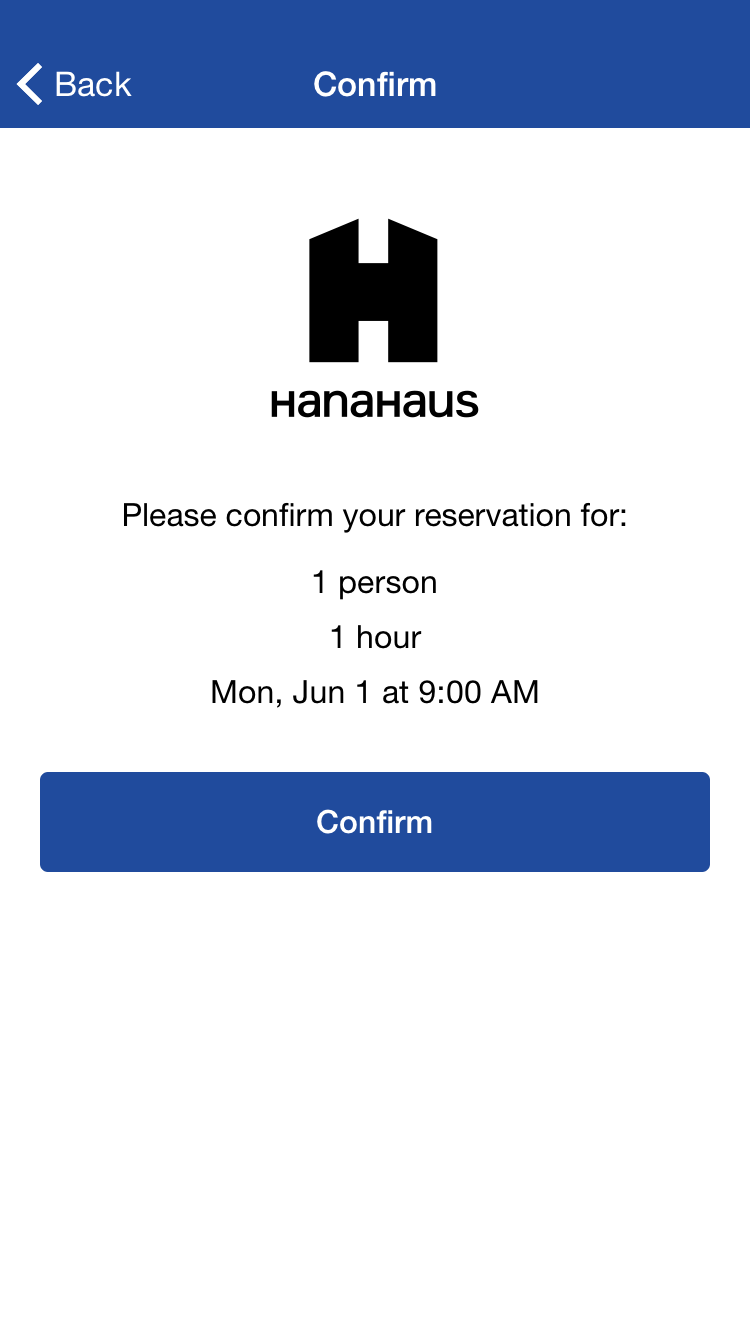 Back
Confirm
HanaHaus
Please confirm your reservation for:
1 person
1 hour
Mon, Jun 1 at 9:00 AM
Confirm